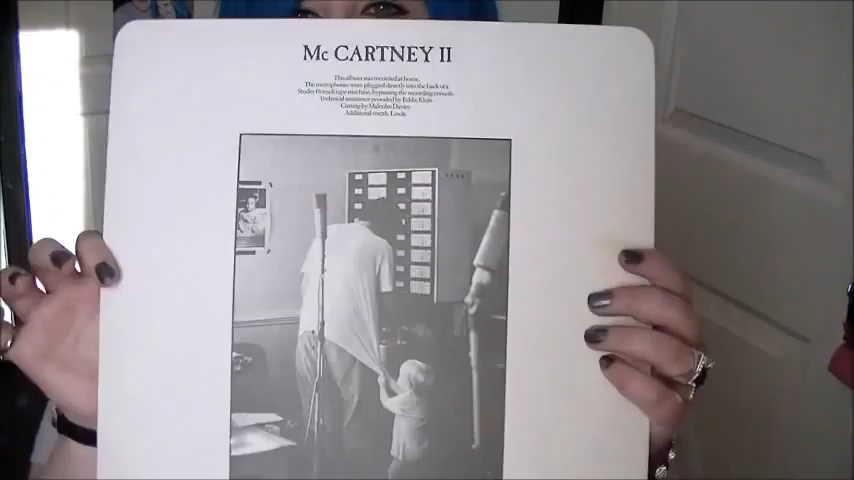 Mc CARTNEY II
This album was recorded at home.
The microphones were plugged directly into the back of a
Studer 16 track tape machine, bypassing the recording console.
Technical assistance provided by Eddie Klein
Cutting by Malcolm Davies
Additional vocals, Linda